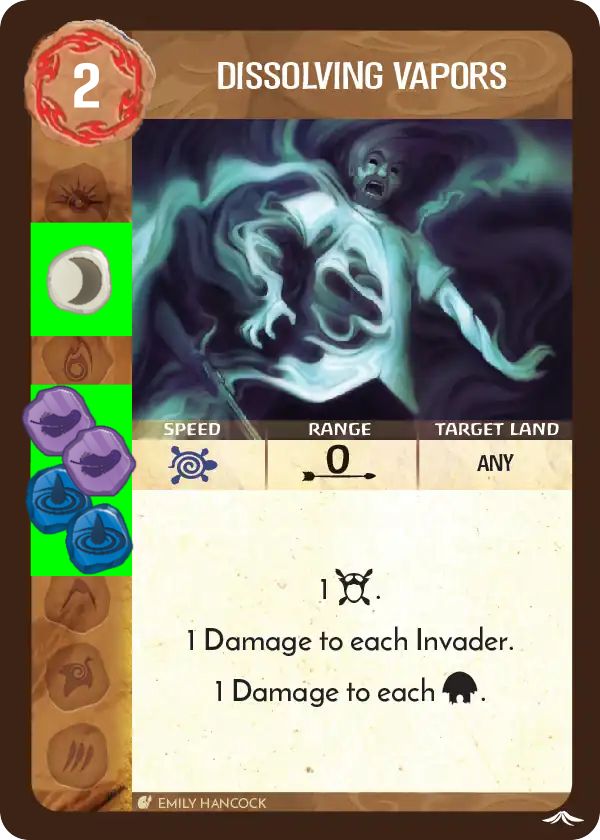 2
DISSOLVING VAPORS
SPEED RANGE TARGET LAND
0 ANY
1 .
1 Damage to each Invader.
1 Damage to each .
EMILY HANCOCK